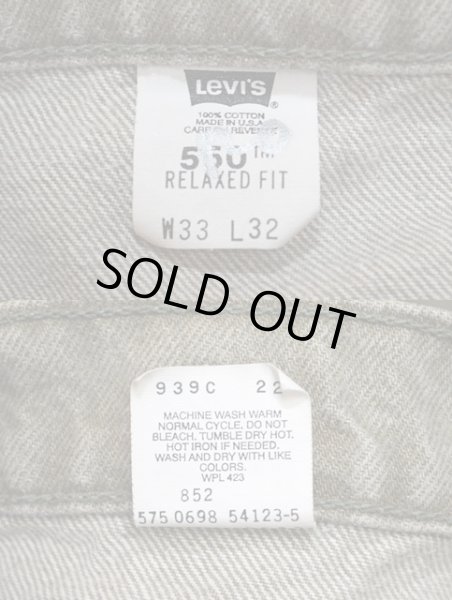 LEVI'S
®
100% COTTON
MADE IN U.S.A.
CARE ON REVERSE
550™
RELAXED FIT
W33 L32
SOLD OUT
939C 22
MACHINE WASH WARM
NORMAL CYCLE. DO NOT
BLEACH. TUMBLE DRY HOT.
HOT IRON IF NEEDED.
WASH AND DRY WITH LIKE
COLORS.
WPL 423
852
575 0698 54123-5